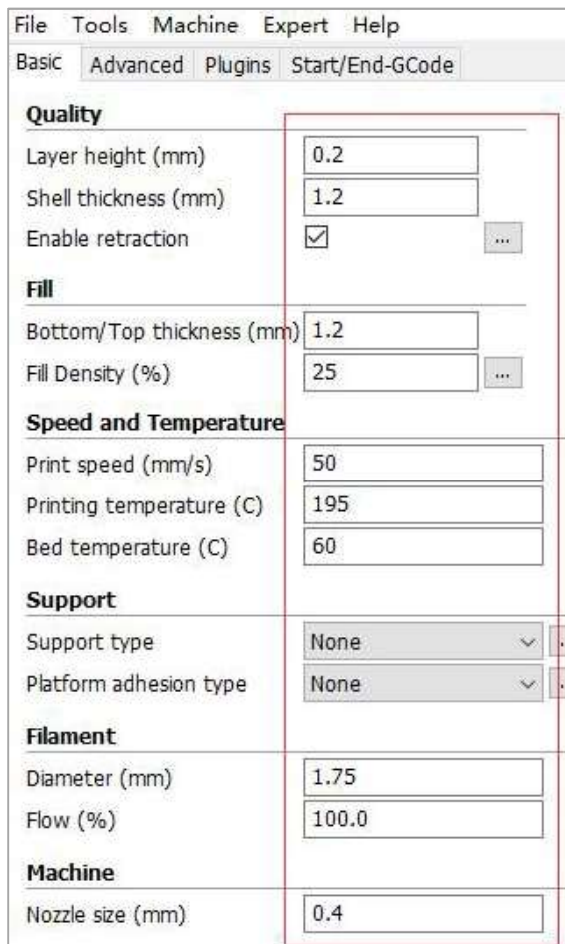 File Tools Machine Expert Help
Basic Advanced Plugins Start/End-GCode
Quality
Layer height (mm) 0.2
Shell thickness (mm) 1.2
Enable retraction ...
Fill
Bottom/Top thickness (mm) 1.2
Fill Density (%) 25 ...
Speed and Temperature
Print speed (mm/s) 50
Printing temperature (C) 195
Bed temperature (C) 60
Support
Support type None
Platform adhesion type None
Filament
Diameter (mm) 1.75
Flow (%) 100.0
Machine
Nozzle size (mm) 0.4